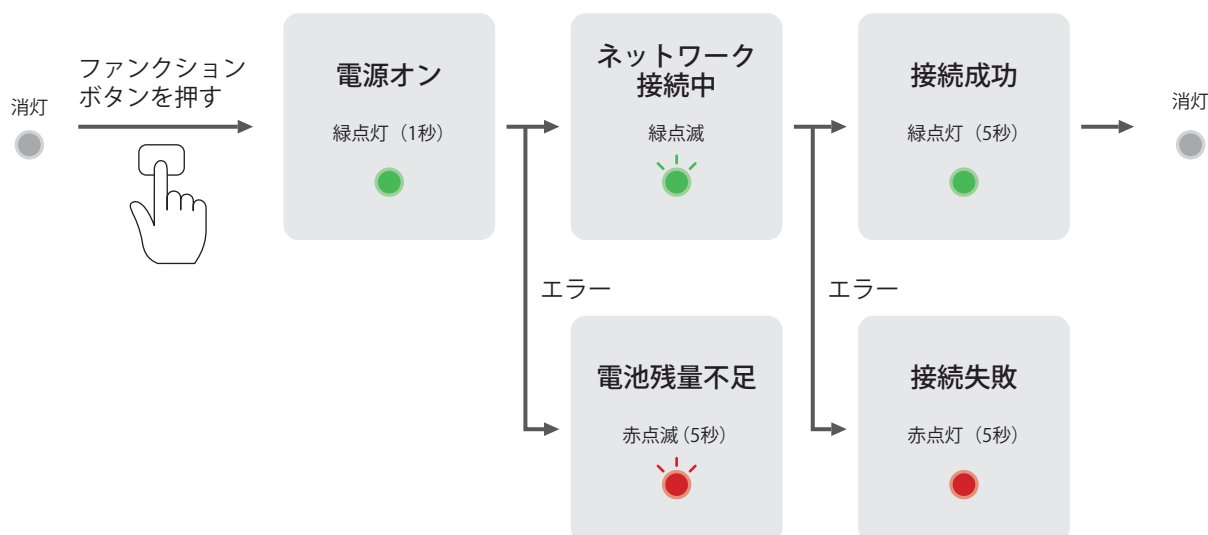 消灯
ファンクション
ボタンを押す
電源オン
緑点灯（1秒）
ネットワーク
接続中
緑点滅
接続成功
緑点灯（5秒）
消灯
エラー
エラー
電池残量不足
赤点滅（5秒）
接続失敗
赤点灯（5秒）